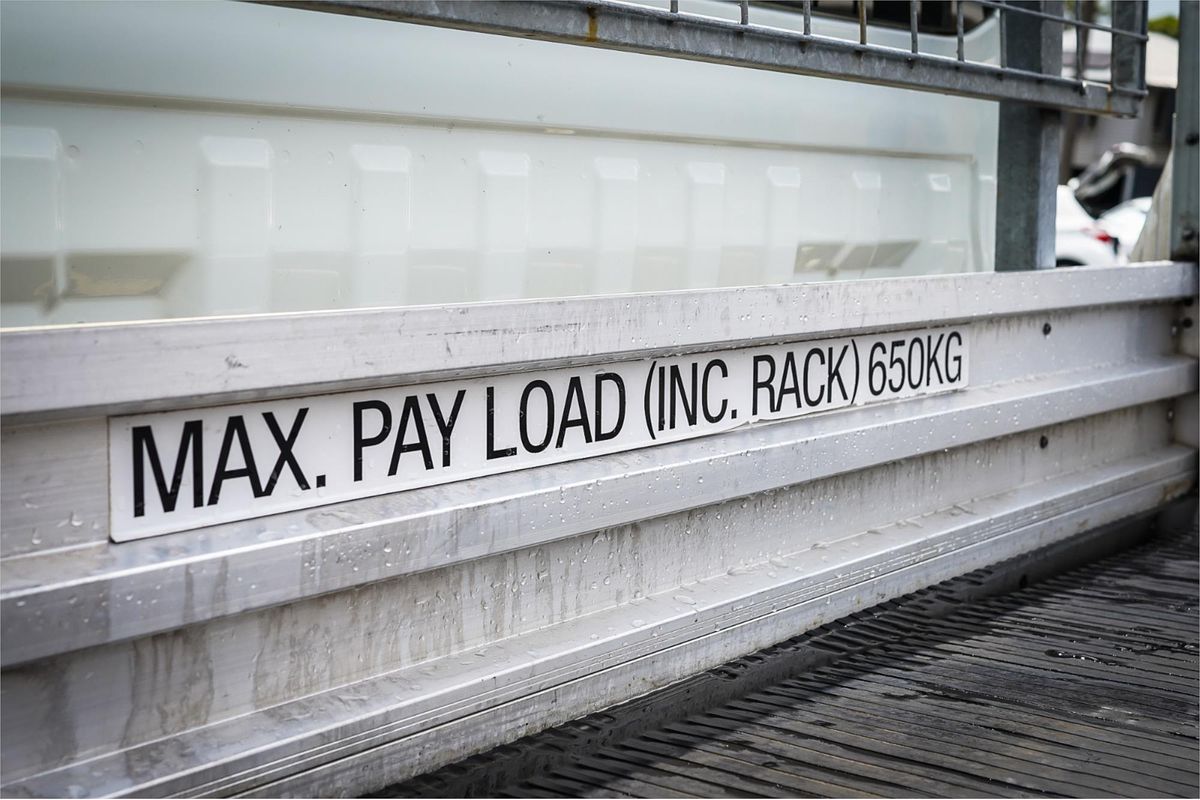 MAX. PAY LOAD (INC. RACK) 650KG